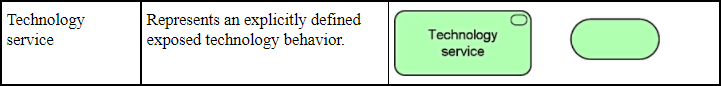 Technology
service
Represents an explicitly defined
exposed technology behavior.
Technology
service